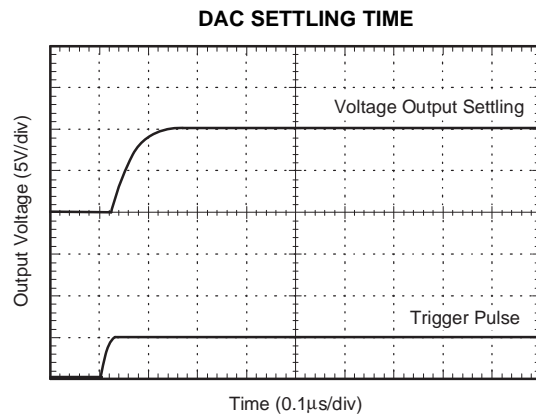 DAC SETTLING TIME
Voltage Output Settling
Output Voltage (5V/div)
Trigger Pulse
Time (0.1μs/div)